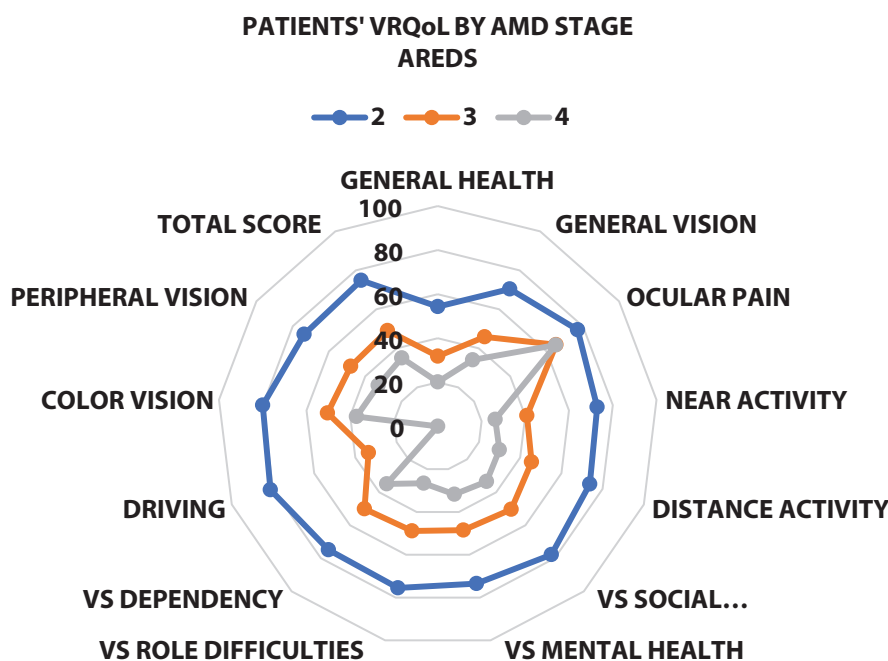 PATIENTS' VRQoL BY AMD STAGE
AREDS
2 3 4
GENERAL HEALTH
GENERAL VISION
OCULAR PAIN
NEAR ACTIVITY
DISTANCE ACTIVITY
VS SOCIAL…
VS MENTAL HEALTH
VS ROLE DIFFICULTIES
VS DEPENDENCY
DRIVING
COLOR VISION
PERIPHERAL VISION
TOTAL SCORE
100
80
60
40
20
0